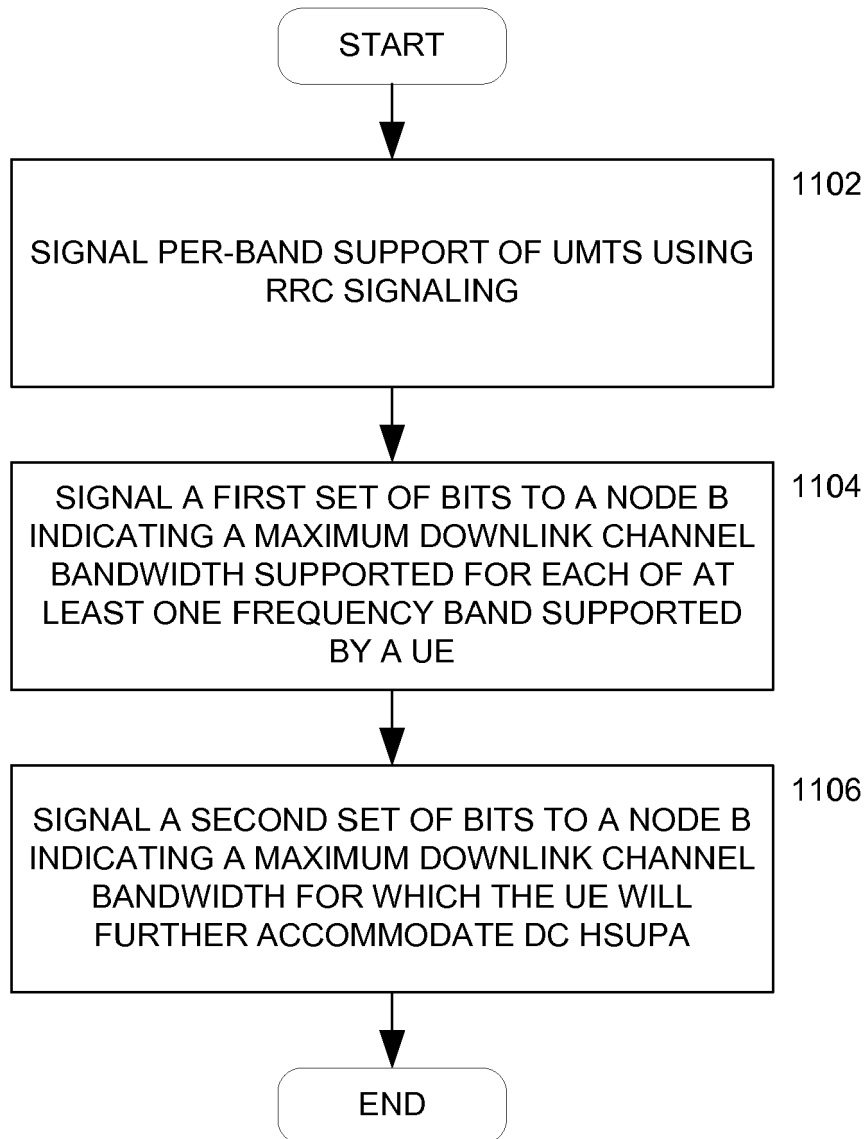 START
1102
SIGNAL PER-BAND SUPPORT OF UMTS USING
RRC SIGNALING
1104
SIGNAL A FIRST SET OF BITS TO A NODE B
INDICATING A MAXIMUM DOWNLINK CHANNEL
BANDWIDTH SUPPORTED FOR EACH OF AT
LEAST ONE FREQUENCY BAND SUPPORTED
BY A UE
1106
SIGNAL A SECOND SET OF BITS TO A NODE B
INDICATING A MAXIMUM DOWNLINK CHANNEL
BANDWIDTH FOR WHICH THE UE WILL
FURTHER ACCOMMODATE DC HSUPA
END